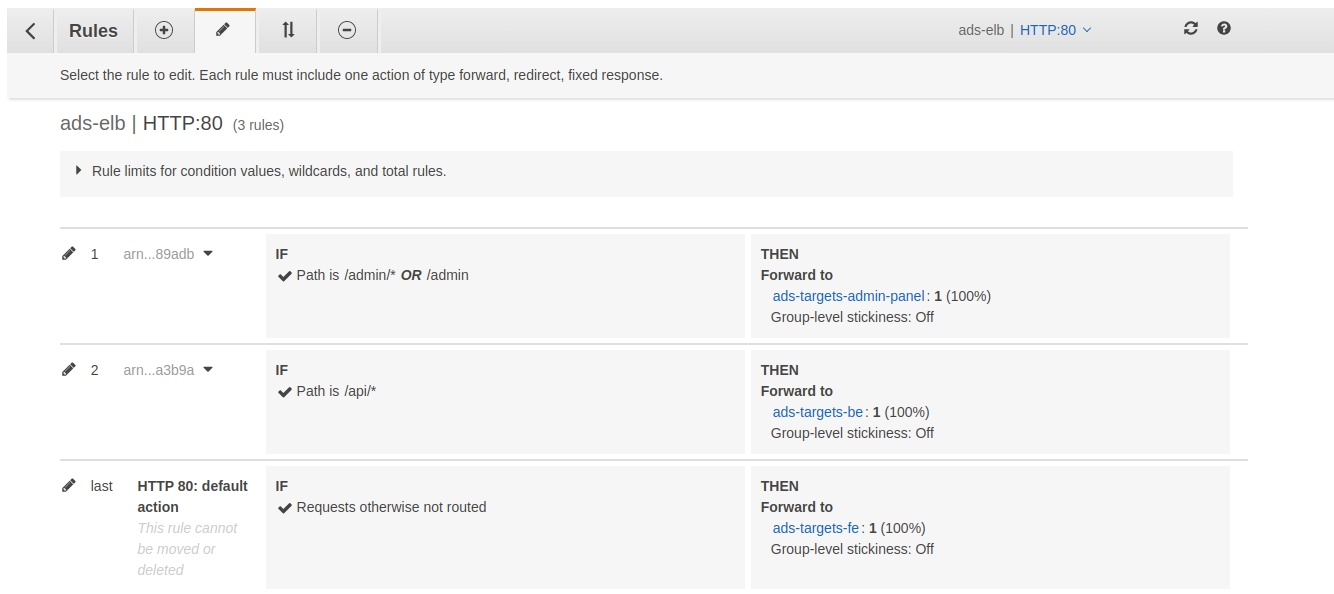 Rules ads-elb | HTTP:80
Select the rule to edit. Each rule must include one action of type forward, redirect, fixed response.
ads-elb | HTTP:80 (3 rules)
Rule limits for condition values, wildcards, and total rules.
1 arn...89adb
IF
Path is /admin/* OR /admin
THEN
Forward to
ads-targets-admin-panel: 1 (100%)
Group-level stickiness: Off
2 arn...a3b9a
IF
Path is /api/*
THEN
Forward to
ads-targets-be: 1 (100%)
Group-level stickiness: Off
last HTTP 80: default
action
This rule cannot
be moved or
deleted
IF
Requests otherwise not routed
THEN
Forward to
ads-targets-fe: 1 (100%)
Group-level stickiness: Off